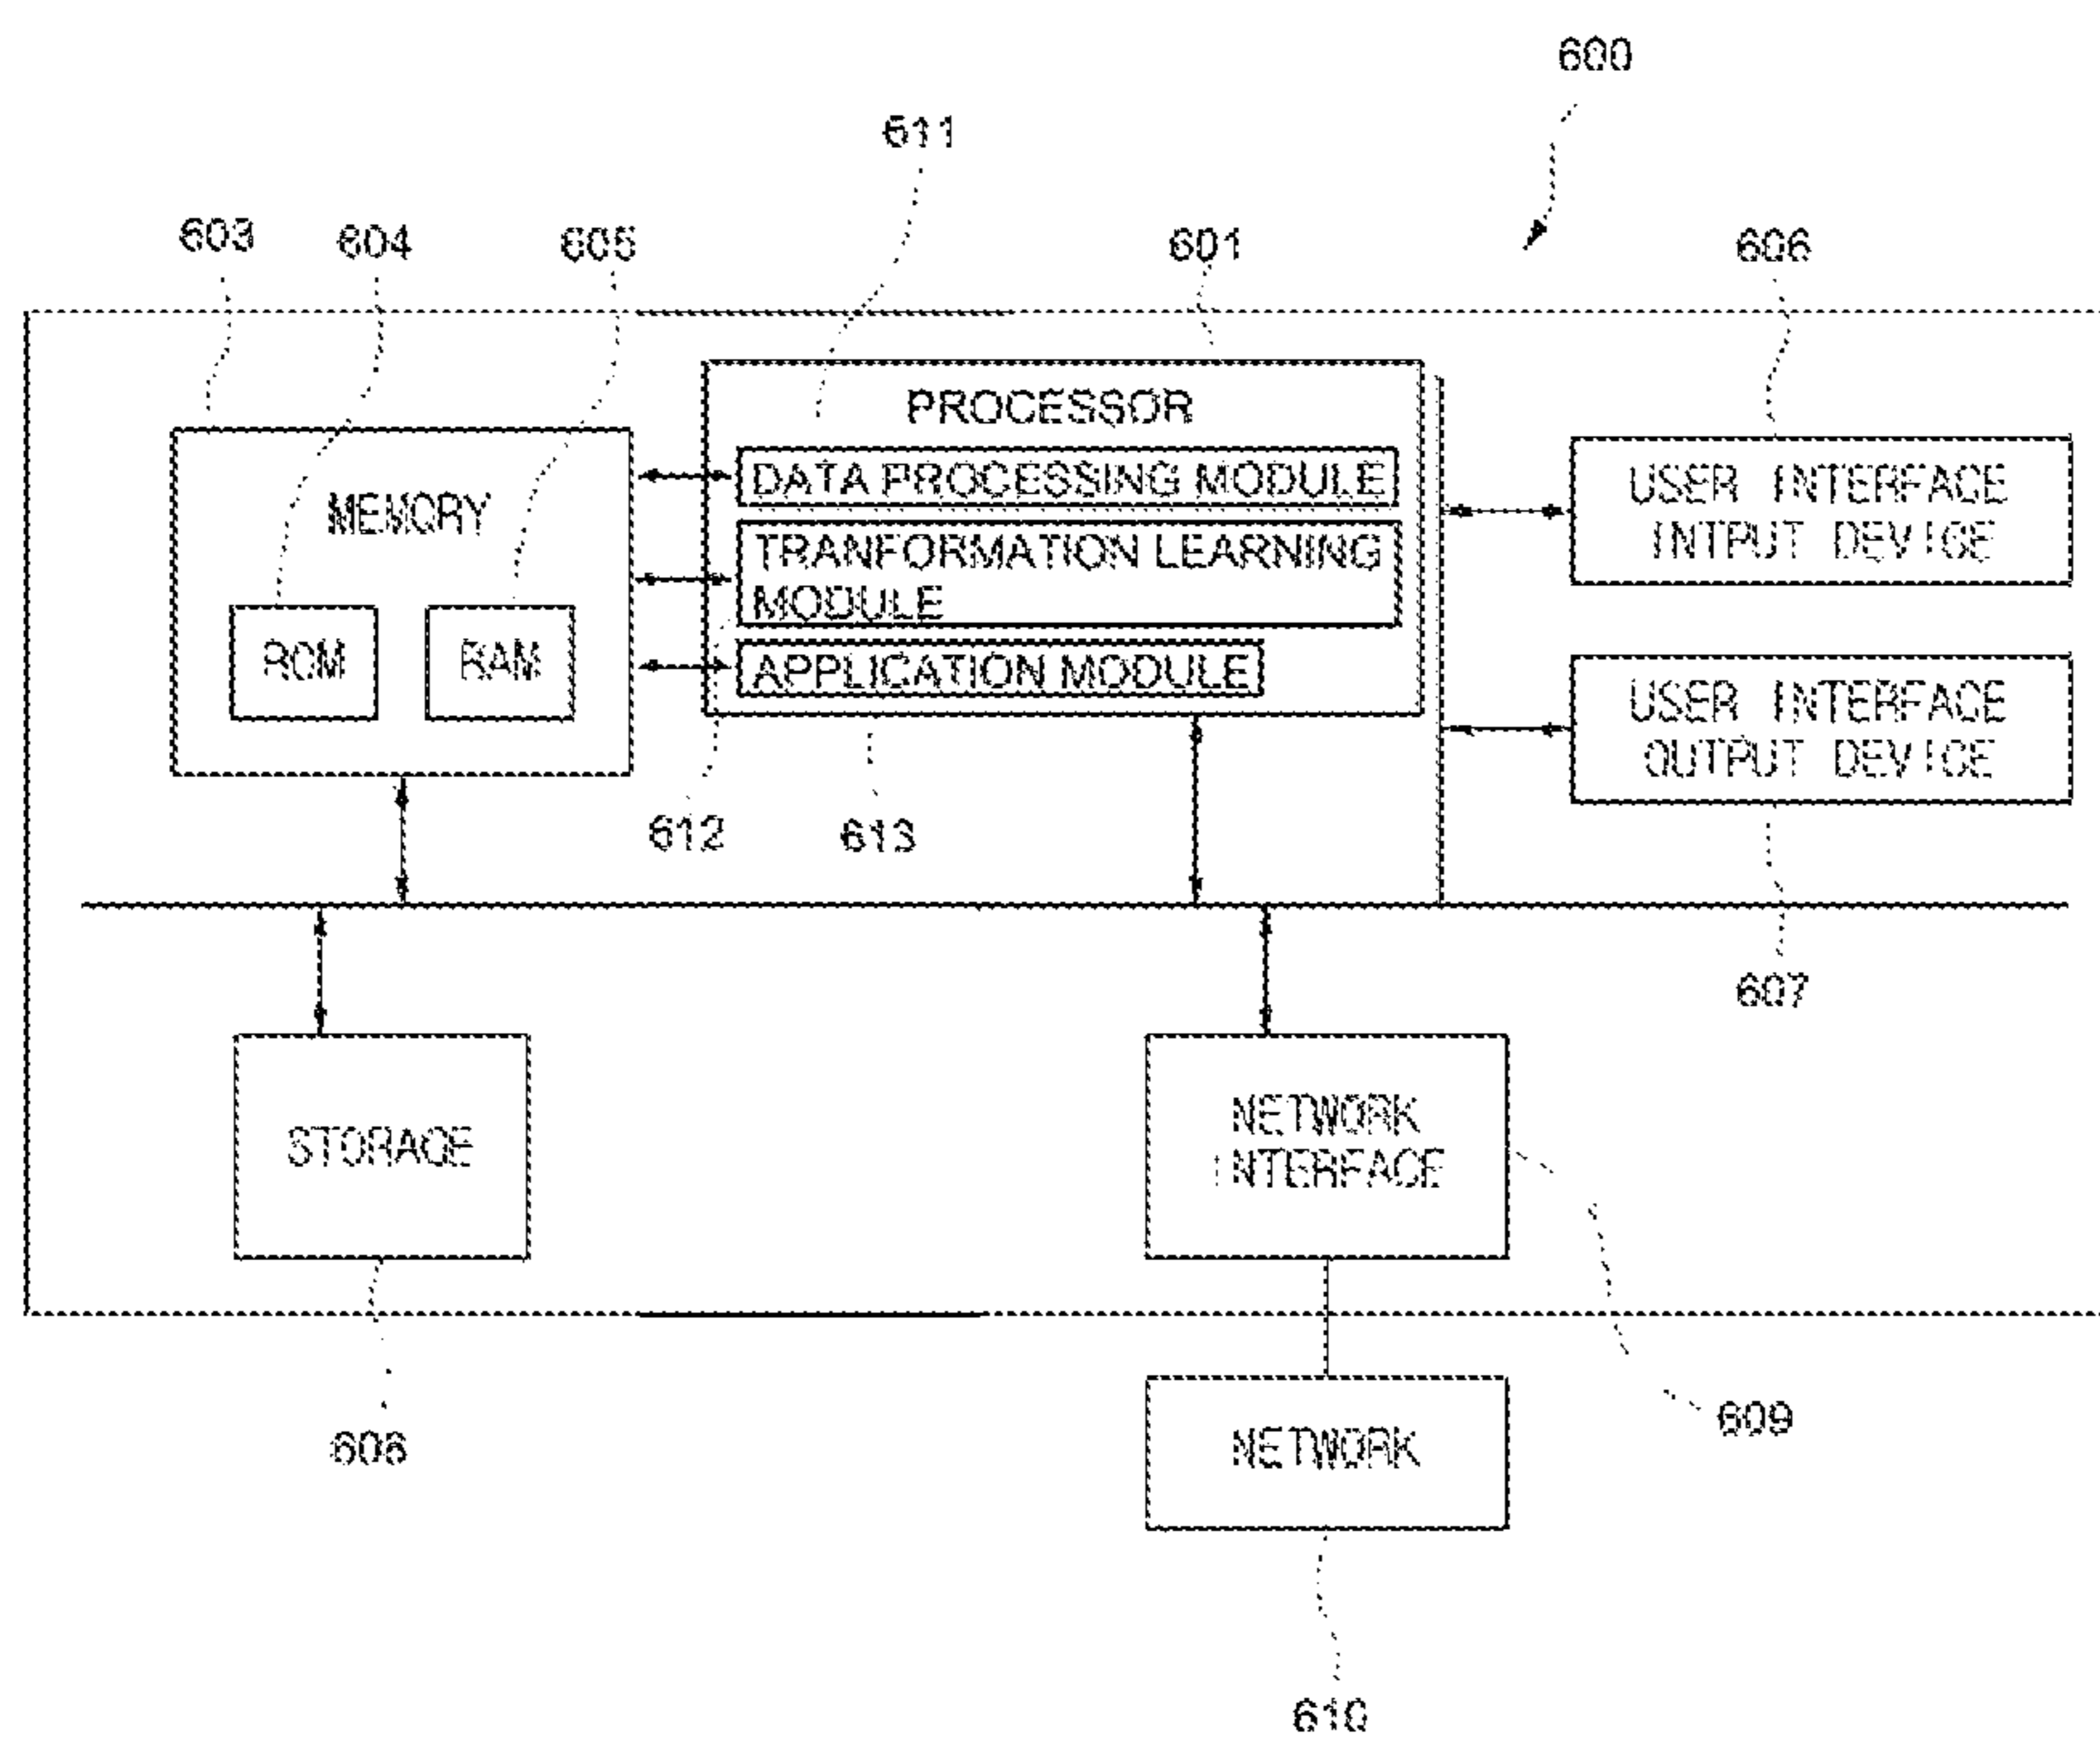 600
611
603
604
605
601
606
PROCESSOR
DATA PROCESSING MODULE
TRANFORMATION LEARNING
MODULE
APPLICATION MODULE
MEMORY
ROM
RAM
USER INTERFACE
INTPUT DEVICE
USER INTERFACE
OUTPUT DEVICE
612
613
607
STORAGE
NETWORK
INTERFACE
NETWORK
609
608
610